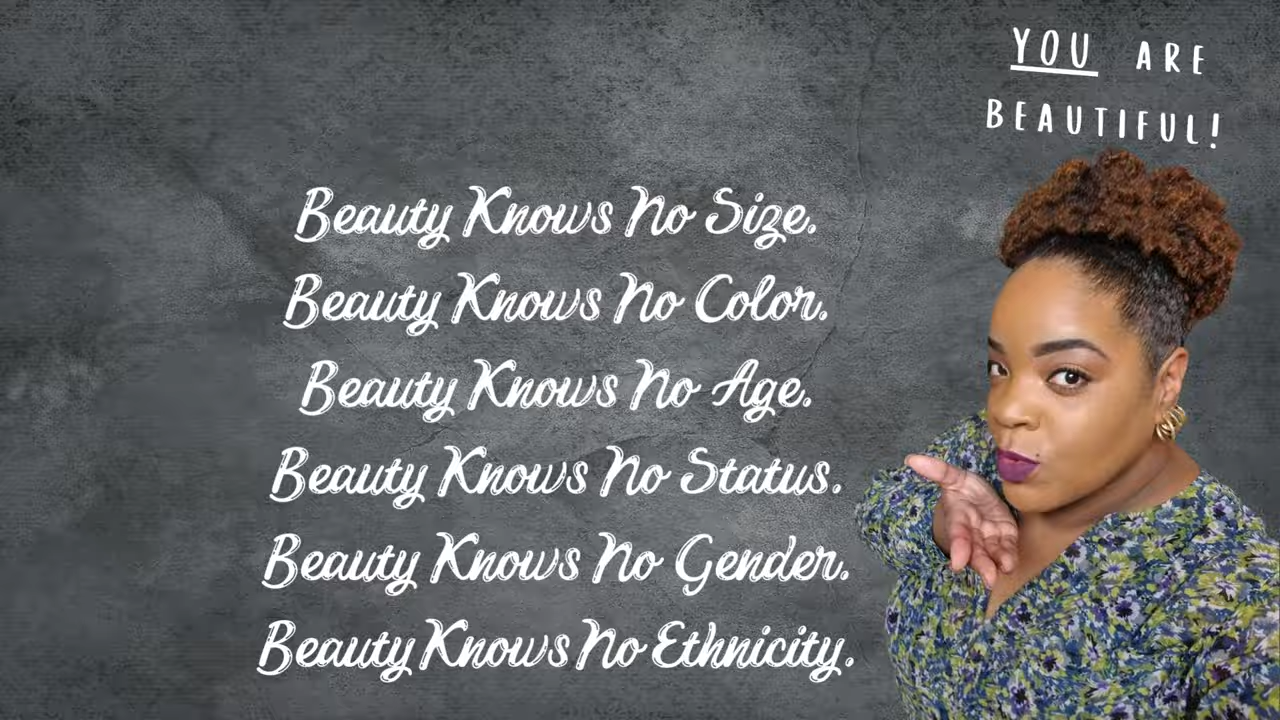 YOU ARE
BEAUTIFUL!
Beauty Knows No Size.
Beauty Knows No Color.
Beauty Knows No Age.
Beauty Knows No Status.
Beauty Knows No Gender.
Beauty Knows No Ethnicity.